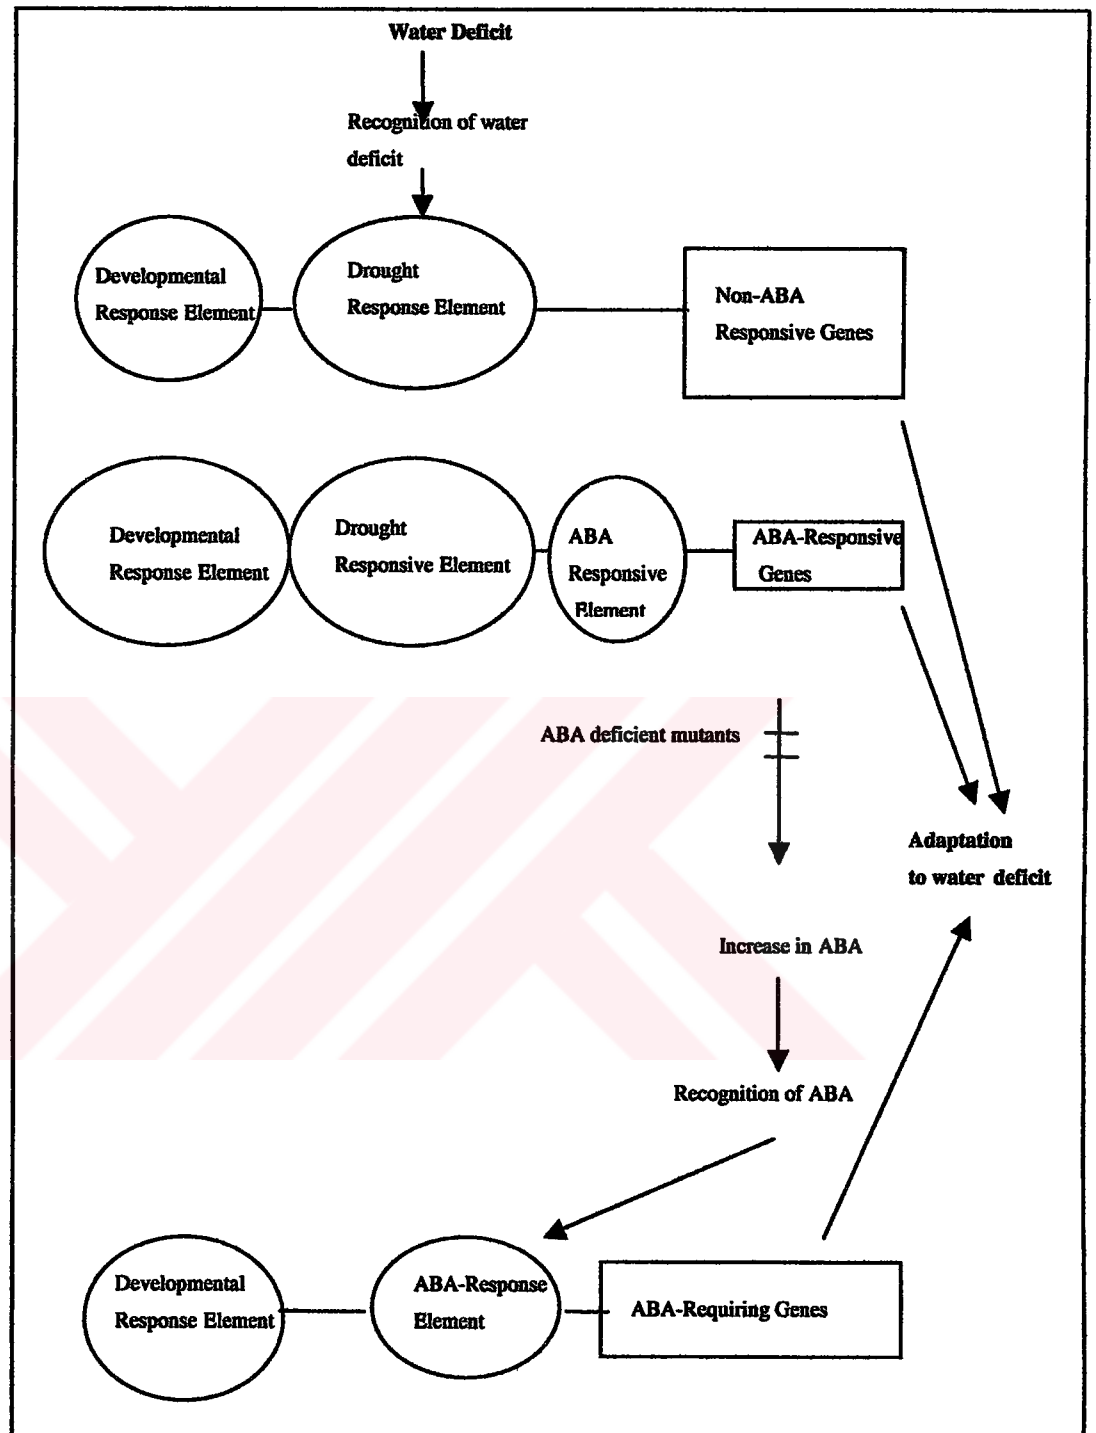 Water Deficit
Recognition of water
deficit
Developmental
Response Element
Drought
Response Element
Non-ABA
Responsive Genes
Developmental
Response Element
Drought
Responsive Element
ABA
Responsive
Element
ABA-Responsive
Genes
ABA deficient mutants
Adaptation
to water deficit
Increase in ABA
Recognition of ABA
Developmental
Response Element
ABA-Response
Element
ABA-Requiring Genes